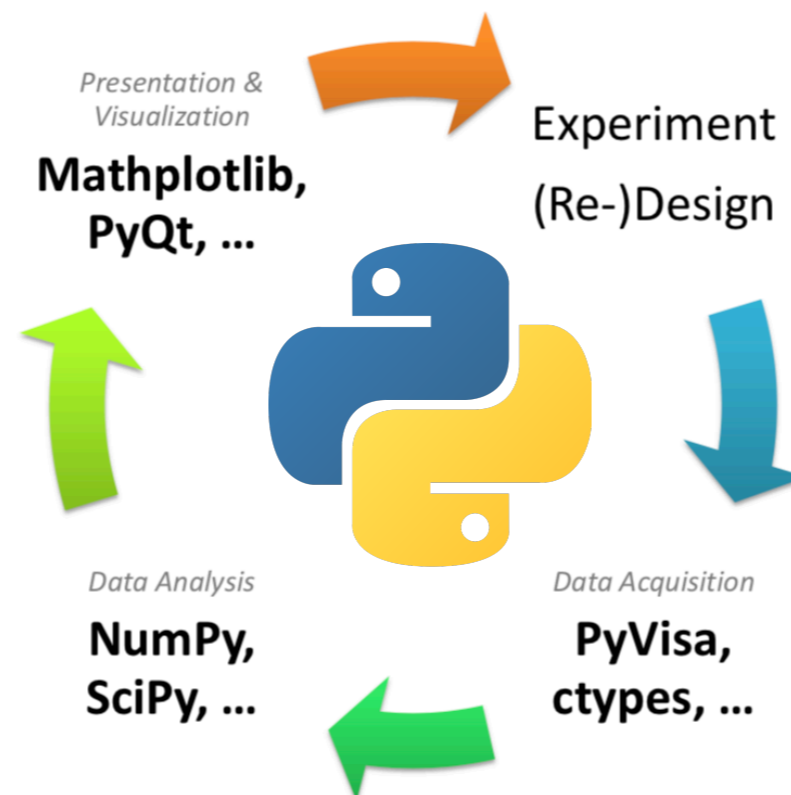 Presentation &
Visualization
Mathplotlib,
PyQt, ...
Experiment
(Re-)Design
Data Analysis
NumPy,
SciPy, ...
Data Acquisition
PyVisa,
ctypes, ...